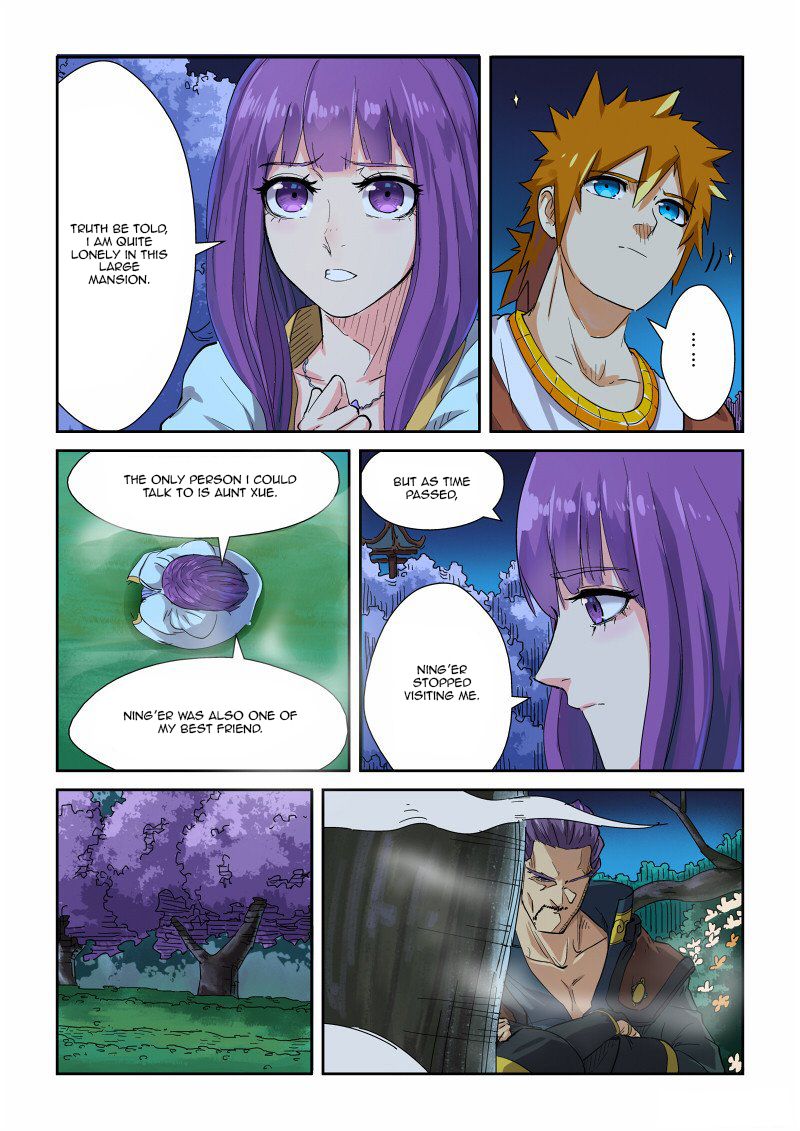 TRUTH BE TOLD,
I AM QUITE
LONELY IN THIS
LARGE
MANSION.
......
THE ONLY PERSON I COULD
TALK TO IS AUNT XUE.
NING'ER WAS ALSO ONE OF
MY BEST FRIEND.
BUT AS TIME
PASSED,
NING'ER
STOPPED
VISITING ME.